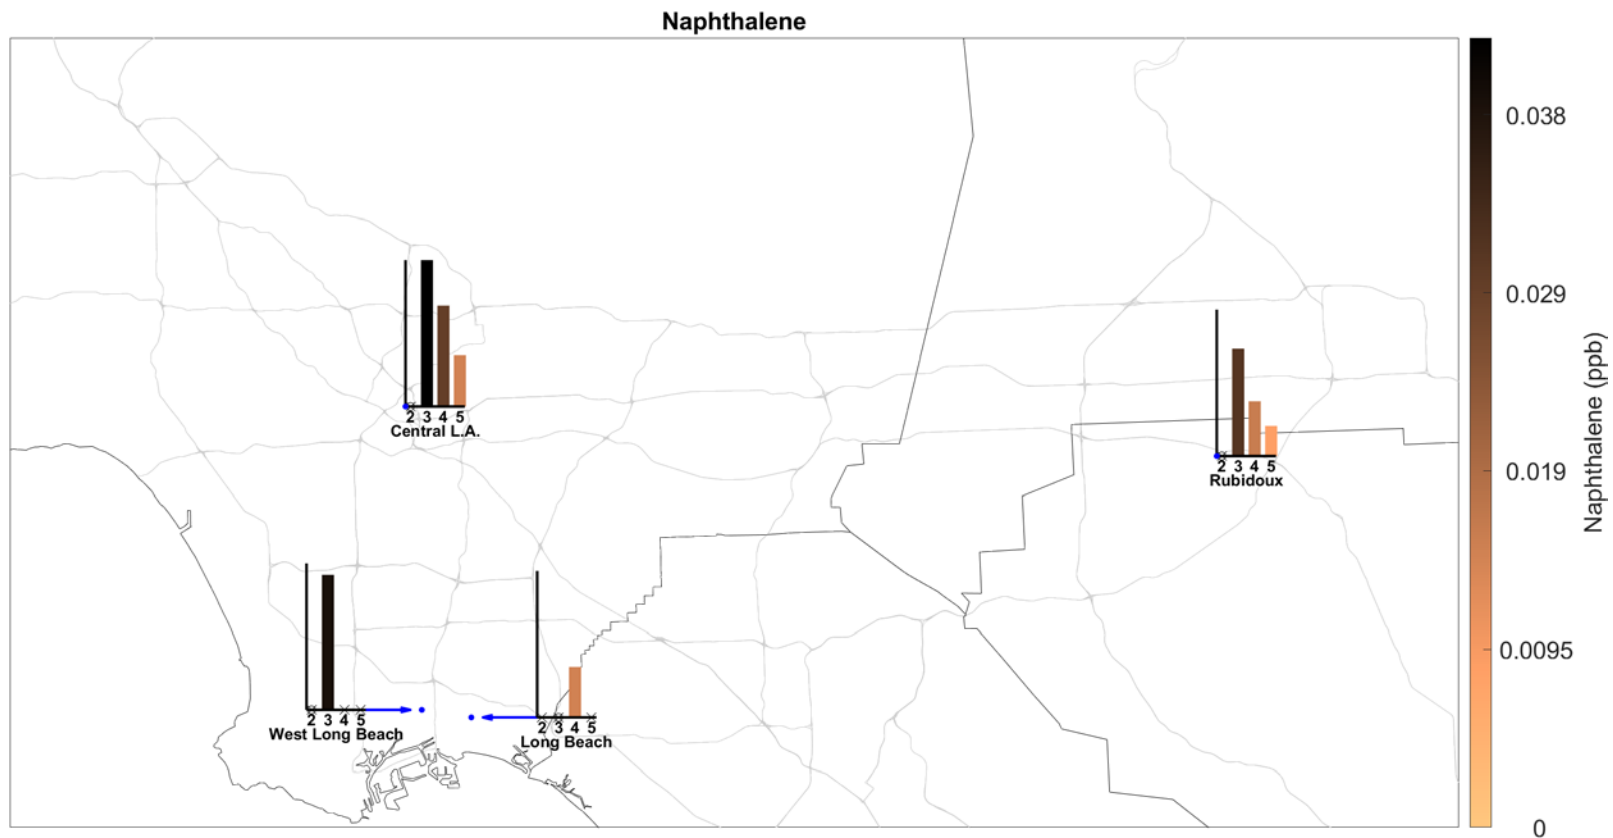 Naphthalene
0.038
0.029
0.019
0.0095
0
Naphthalene (ppb)
2 3 4 5
Central L.A.
2 3 4 5
Rubidoux
2 3 4 5
West Long Beach
2 3 4 5
Long Beach